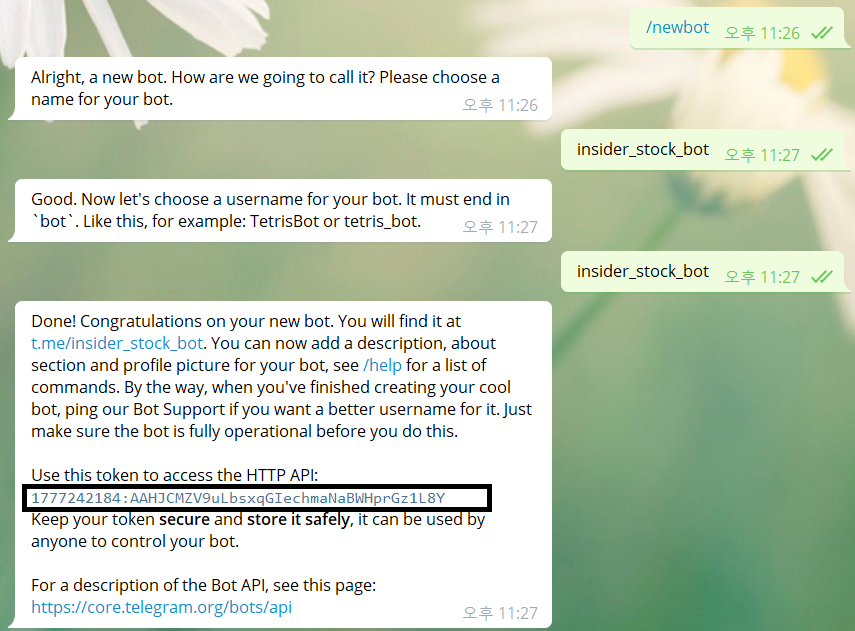 /newbot 오후 11:26
Alright, a new bot. How are we going to call it? Please choose a
name for your bot. 오후 11:26
insider_stock_bot 오후 11:27
Good. Now let's choose a username for your bot. It must end in
`bot`. Like this, for example: TetrisBot or tetris_bot. 오후 11:27
insider_stock_bot 오후 11:27
Done! Congratulations on your new bot. You will find it at
t.me/insider_stock_bot. You can now add a description, about
section and profile picture for your bot, see /help for a list of
commands. By the way, when you've finished creating your cool
bot, ping our Bot Support if you want a better username for it. Just
make sure the bot is fully operational before you do this.
Use this token to access the HTTP API:
1777242184:AAHJCMZV9uLbsxqGIechmaNaBWHprGz1L8Y
Keep your token secure and store it safely, it can be used by
anyone to control your bot.
For a description of the Bot API, see this page:
https://core.telegram.org/bots/api 오후 11:27